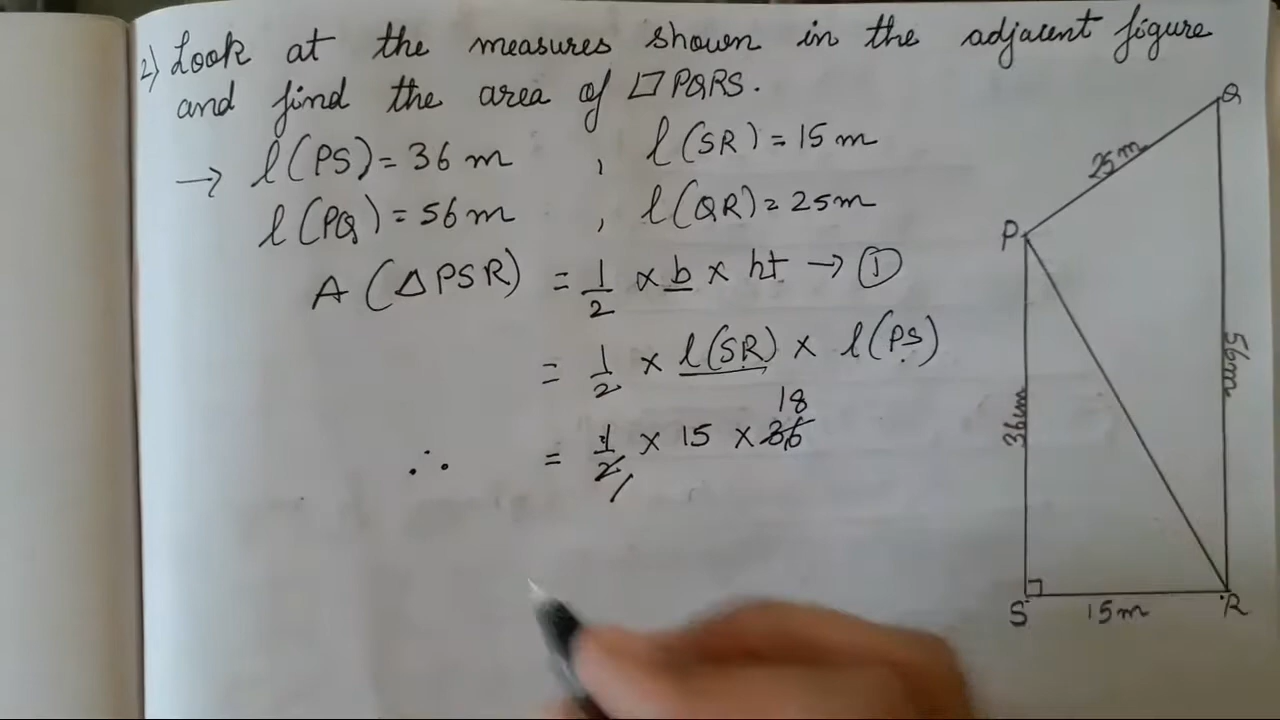 2) Look at the measures shown in the adjacent figure
and find the area of ▱PQRS.
→ l(PS) = 36 m , l(SR) = 15 m
l(PQ) = 56 m , l(QR) = 25 m
A (△PSR) = 1/2 × b × ht → ①
= 1/2 × l(SR) × l(PS)
18
∴ = 1/2 × 15 × 36
Q
25m
P
56m
36m
S 15m R